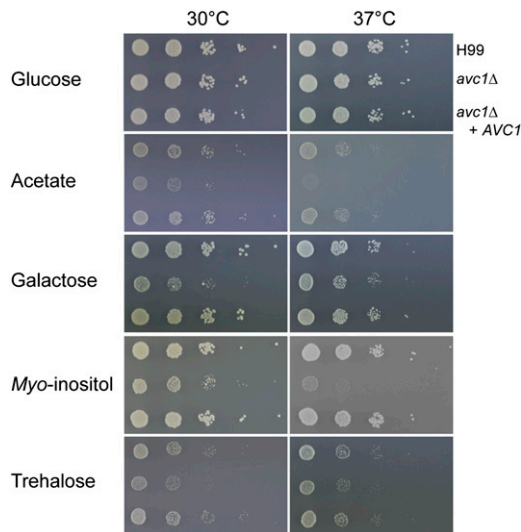 30°C 37°C
H99
Glucose avc1Δ
avc1Δ
+ AVC1
Acetate
Galactose
Myo-inositol
Trehalose